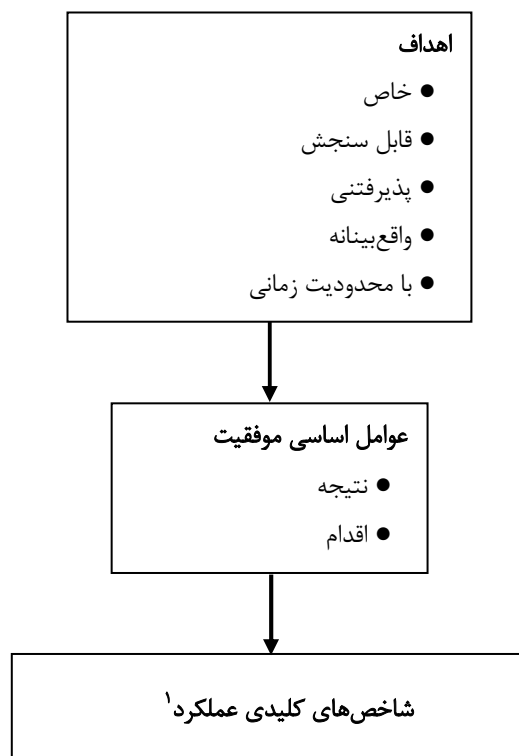 اهداف
● خاص
● قابل سنجش
● پذیرفتنی
● واقع‌بینانه
● با محدودیت زمانی
عوامل اساسی موفقیت
● نتیجه
● اقدام
شاخص‌های کلیدی عملکرد۱